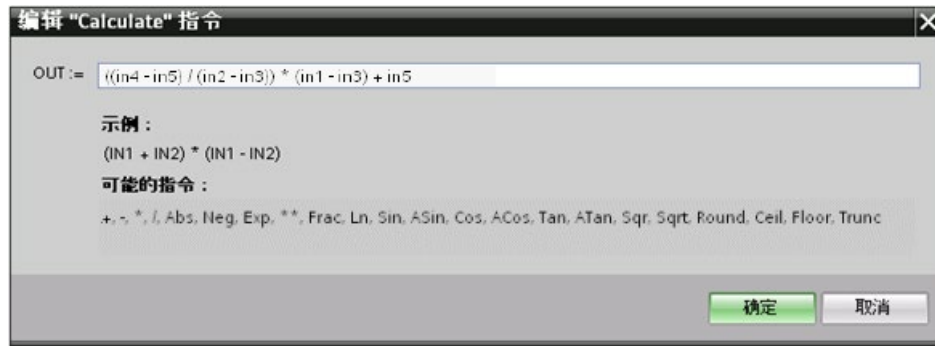 编辑 "Calculate" 指令
OUT := ((in4 - in5) / (in2 - in3)) * (in1 - in3) + in5
示例：
(IN1 + IN2) * (IN1 - IN2)
可能的指令：
+, -, *, /, Abs, Neg, Exp, **, Frac, Ln, Sin, ASin, Cos, ACos, Tan, ATan, Sqr, Sqrt, Round, Ceil, Floor, Trunc
确定 取消